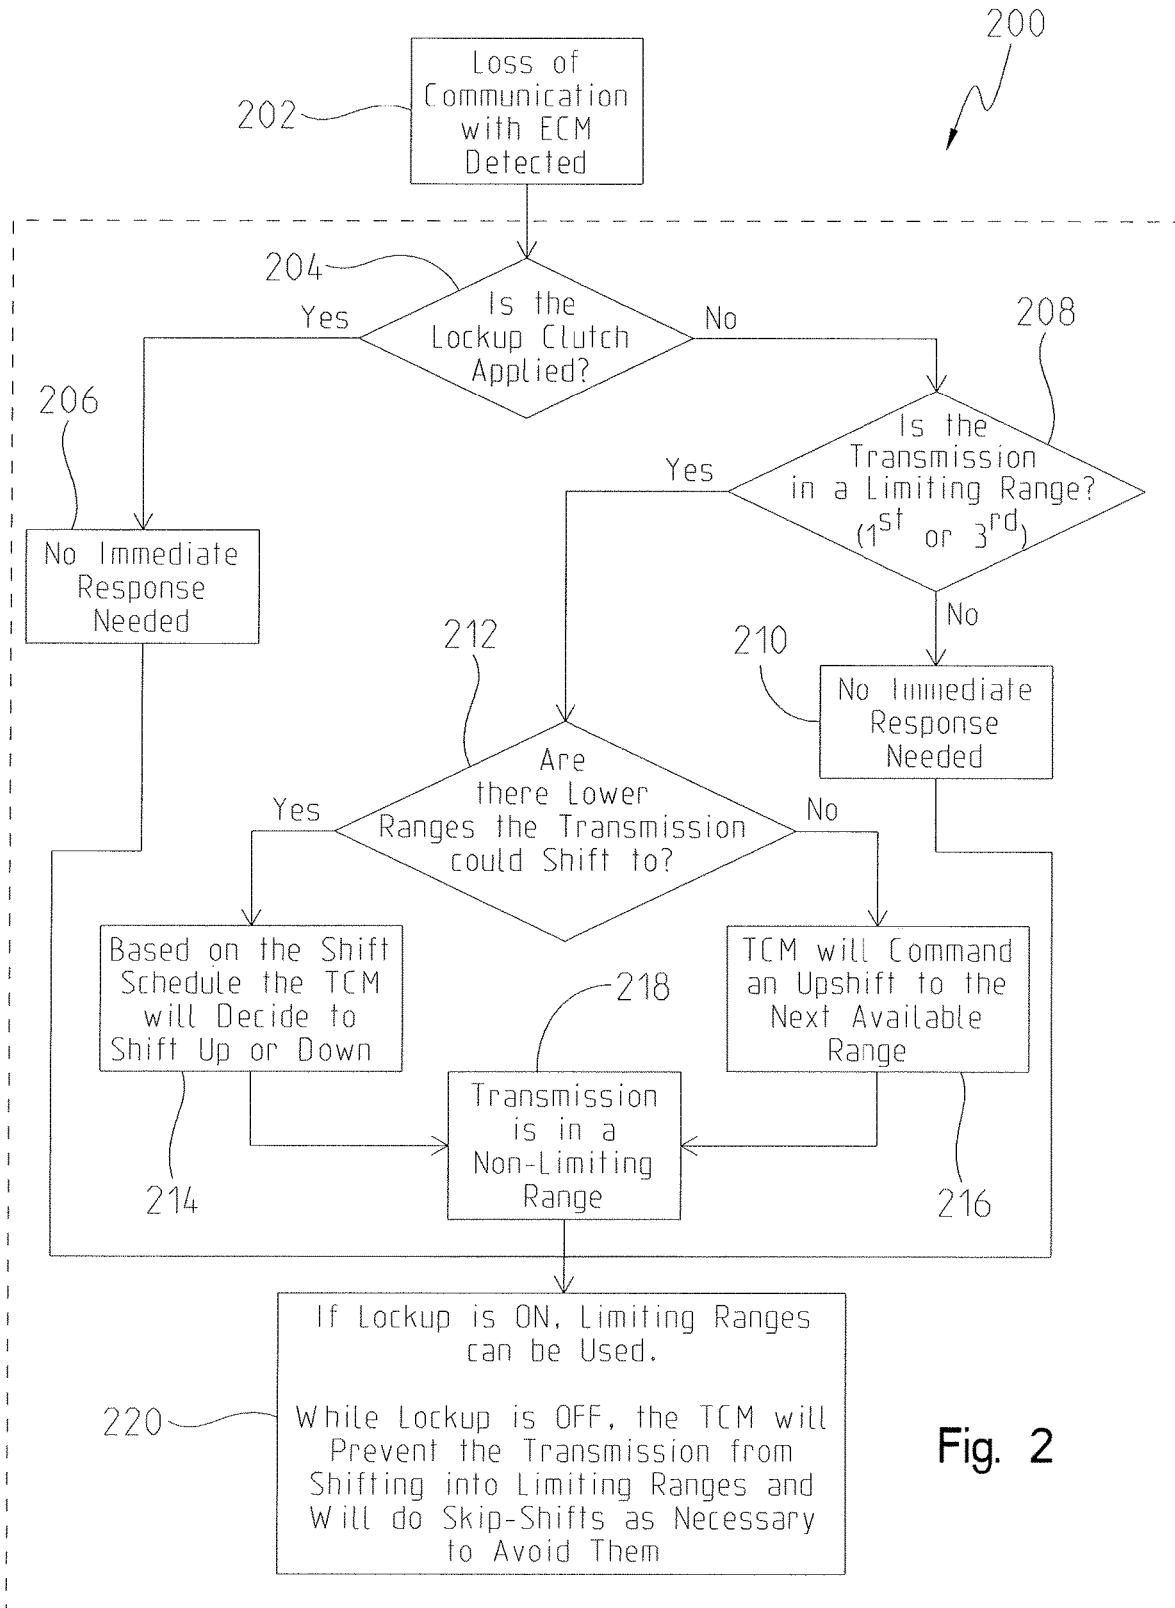 200
Loss of
Communication
with ECM
Detected
202
204
Is the
Lockup Clutch
Applied?
Yes
No
208
206
Is the
Transmission
in a Limiting Range?
(1st or 3rd)
Yes
No
No Immediate
Response
Needed
212
210
No Immediate
Response
Needed
Are
there Lower
Ranges the Transmission
could Shift to?
Yes
No
Based on the Shift
Schedule the TCM
will Decide to
Shift Up or Down
TCM will Command
an Upshift to the
Next Available
Range
218
Transmission
is in a
Non-Limiting
Range
214
216
If Lockup is ON, Limiting Ranges
can be Used.
While Lockup is OFF, the TCM will
Prevent the Transmission from
Shifting into Limiting Ranges and
Will do Skip-Shifts as Necessary
to Avoid Them
220
Fig. 2